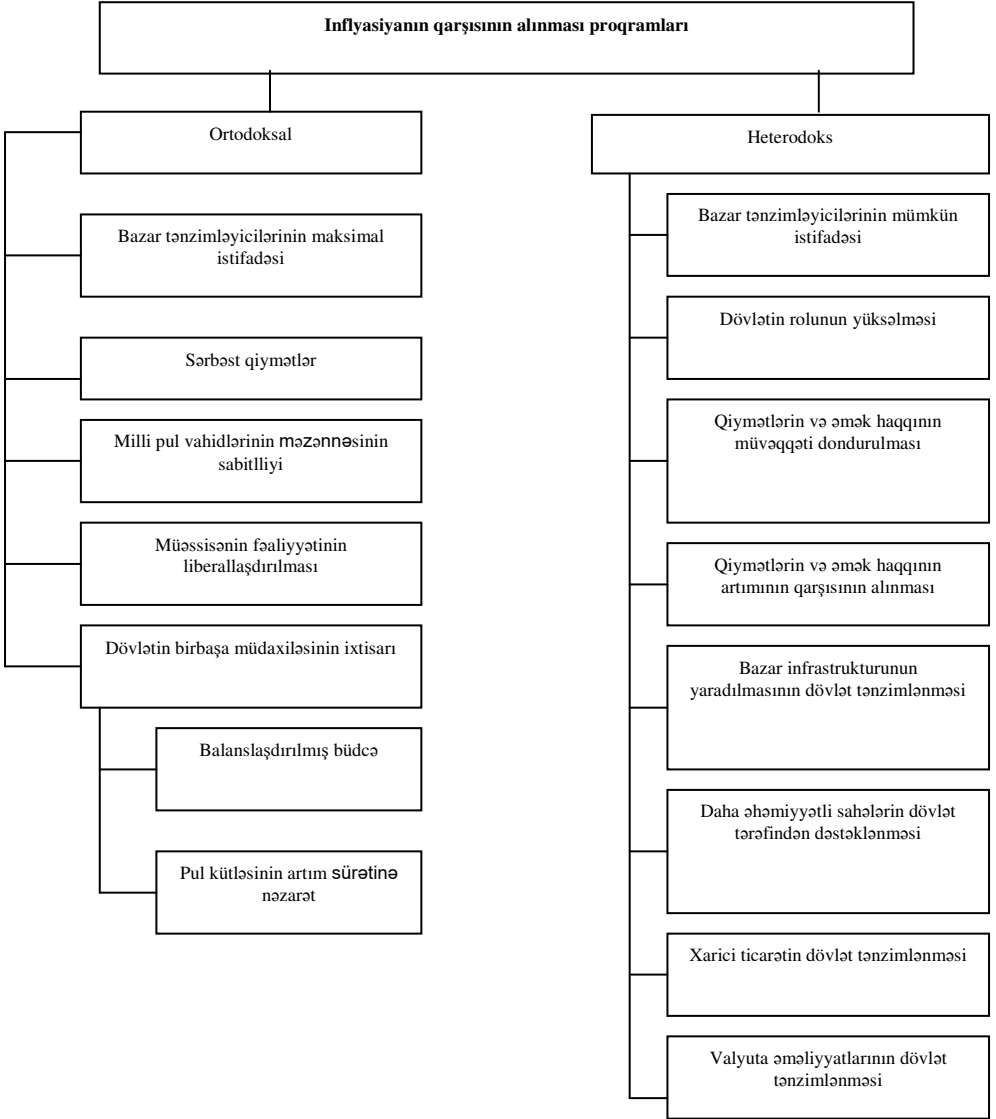 Inflyasiyanın qarşısının alınması proqramları
Ortodoksal
Bazar tənzimləyicilərinin maksimal
istifadəsi
Sərbəst qiymətlər
Milli pul vahidlərinin məzənnəsinin
sabitlliyi
Müəssisənin fəaliyyətinin
liberallaşdırılması
Dövlətin birbaşa müdaxiləsinin ixtisarı
Balanslaşdırılmış büdcə
Pul kütləsinin artım sürətinə
nəzarət
Heterodoks
Bazar tənzimləyicilərinin mümkün
istifadəsi
Dövlətin rolunun yüksəlməsi
Qiymətlərin və əmək haqqının
müvəqqəti dondurulması
Qiymətlərin və əmək haqqının
artımının qarşısının alınması
Bazar infrastrukturunun
yaradılmasının dövlət tənzimlənməsi
Daha əhəmiyyətli sahələrin dövlət
tərəfindən dəstəklənməsi
Xarici ticarətin dövlət tənzimlənməsi
Valyuta əməliyyatlarının dövlət
tənzimlənməsi